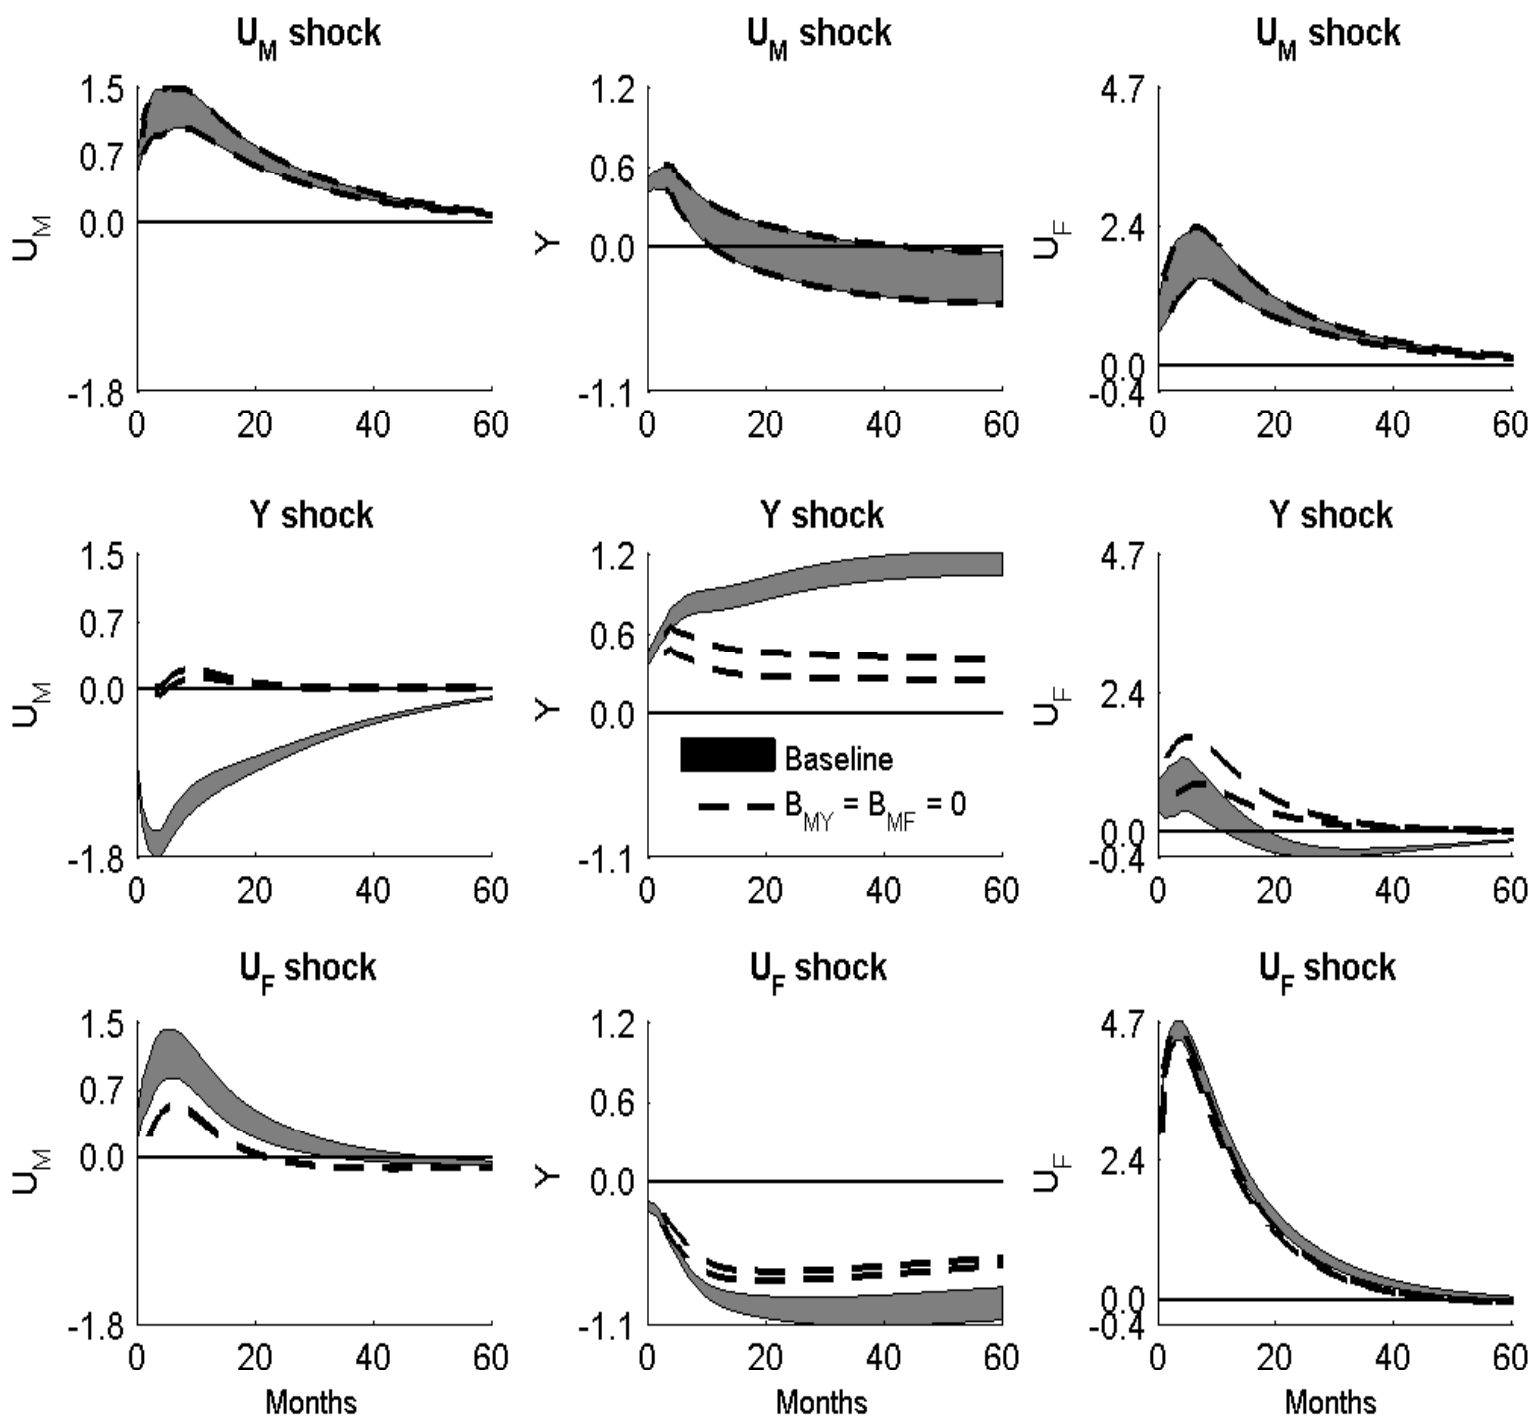 U_M shock U_M shock U_M shock
1.5 1.2 4.7
0.7 0.6 2.4
0.0 0.0 0.0
-1.8 -1.1 -0.4
U_M Y U_F
0 20 40 60 0 20 40 60 0 20 40 60
Y shock Y shock Y shock
1.5 1.2 4.7
0.7 0.6 2.4
0.0 0.0 0.0
-1.8 -1.1 -0.4
U_M Y U_F
Baseline
B_MY = B_MF = 0
0 20 40 60 0 20 40 60 0 20 40 60
U_F shock U_F shock U_F shock
1.5 1.2 4.7
0.7 0.6 2.4
0.0 0.0 0.0
-1.8 -1.1 -0.4
U_M Y U_F
0 20 40 60 0 20 40 60 0 20 40 60
Months Months Months